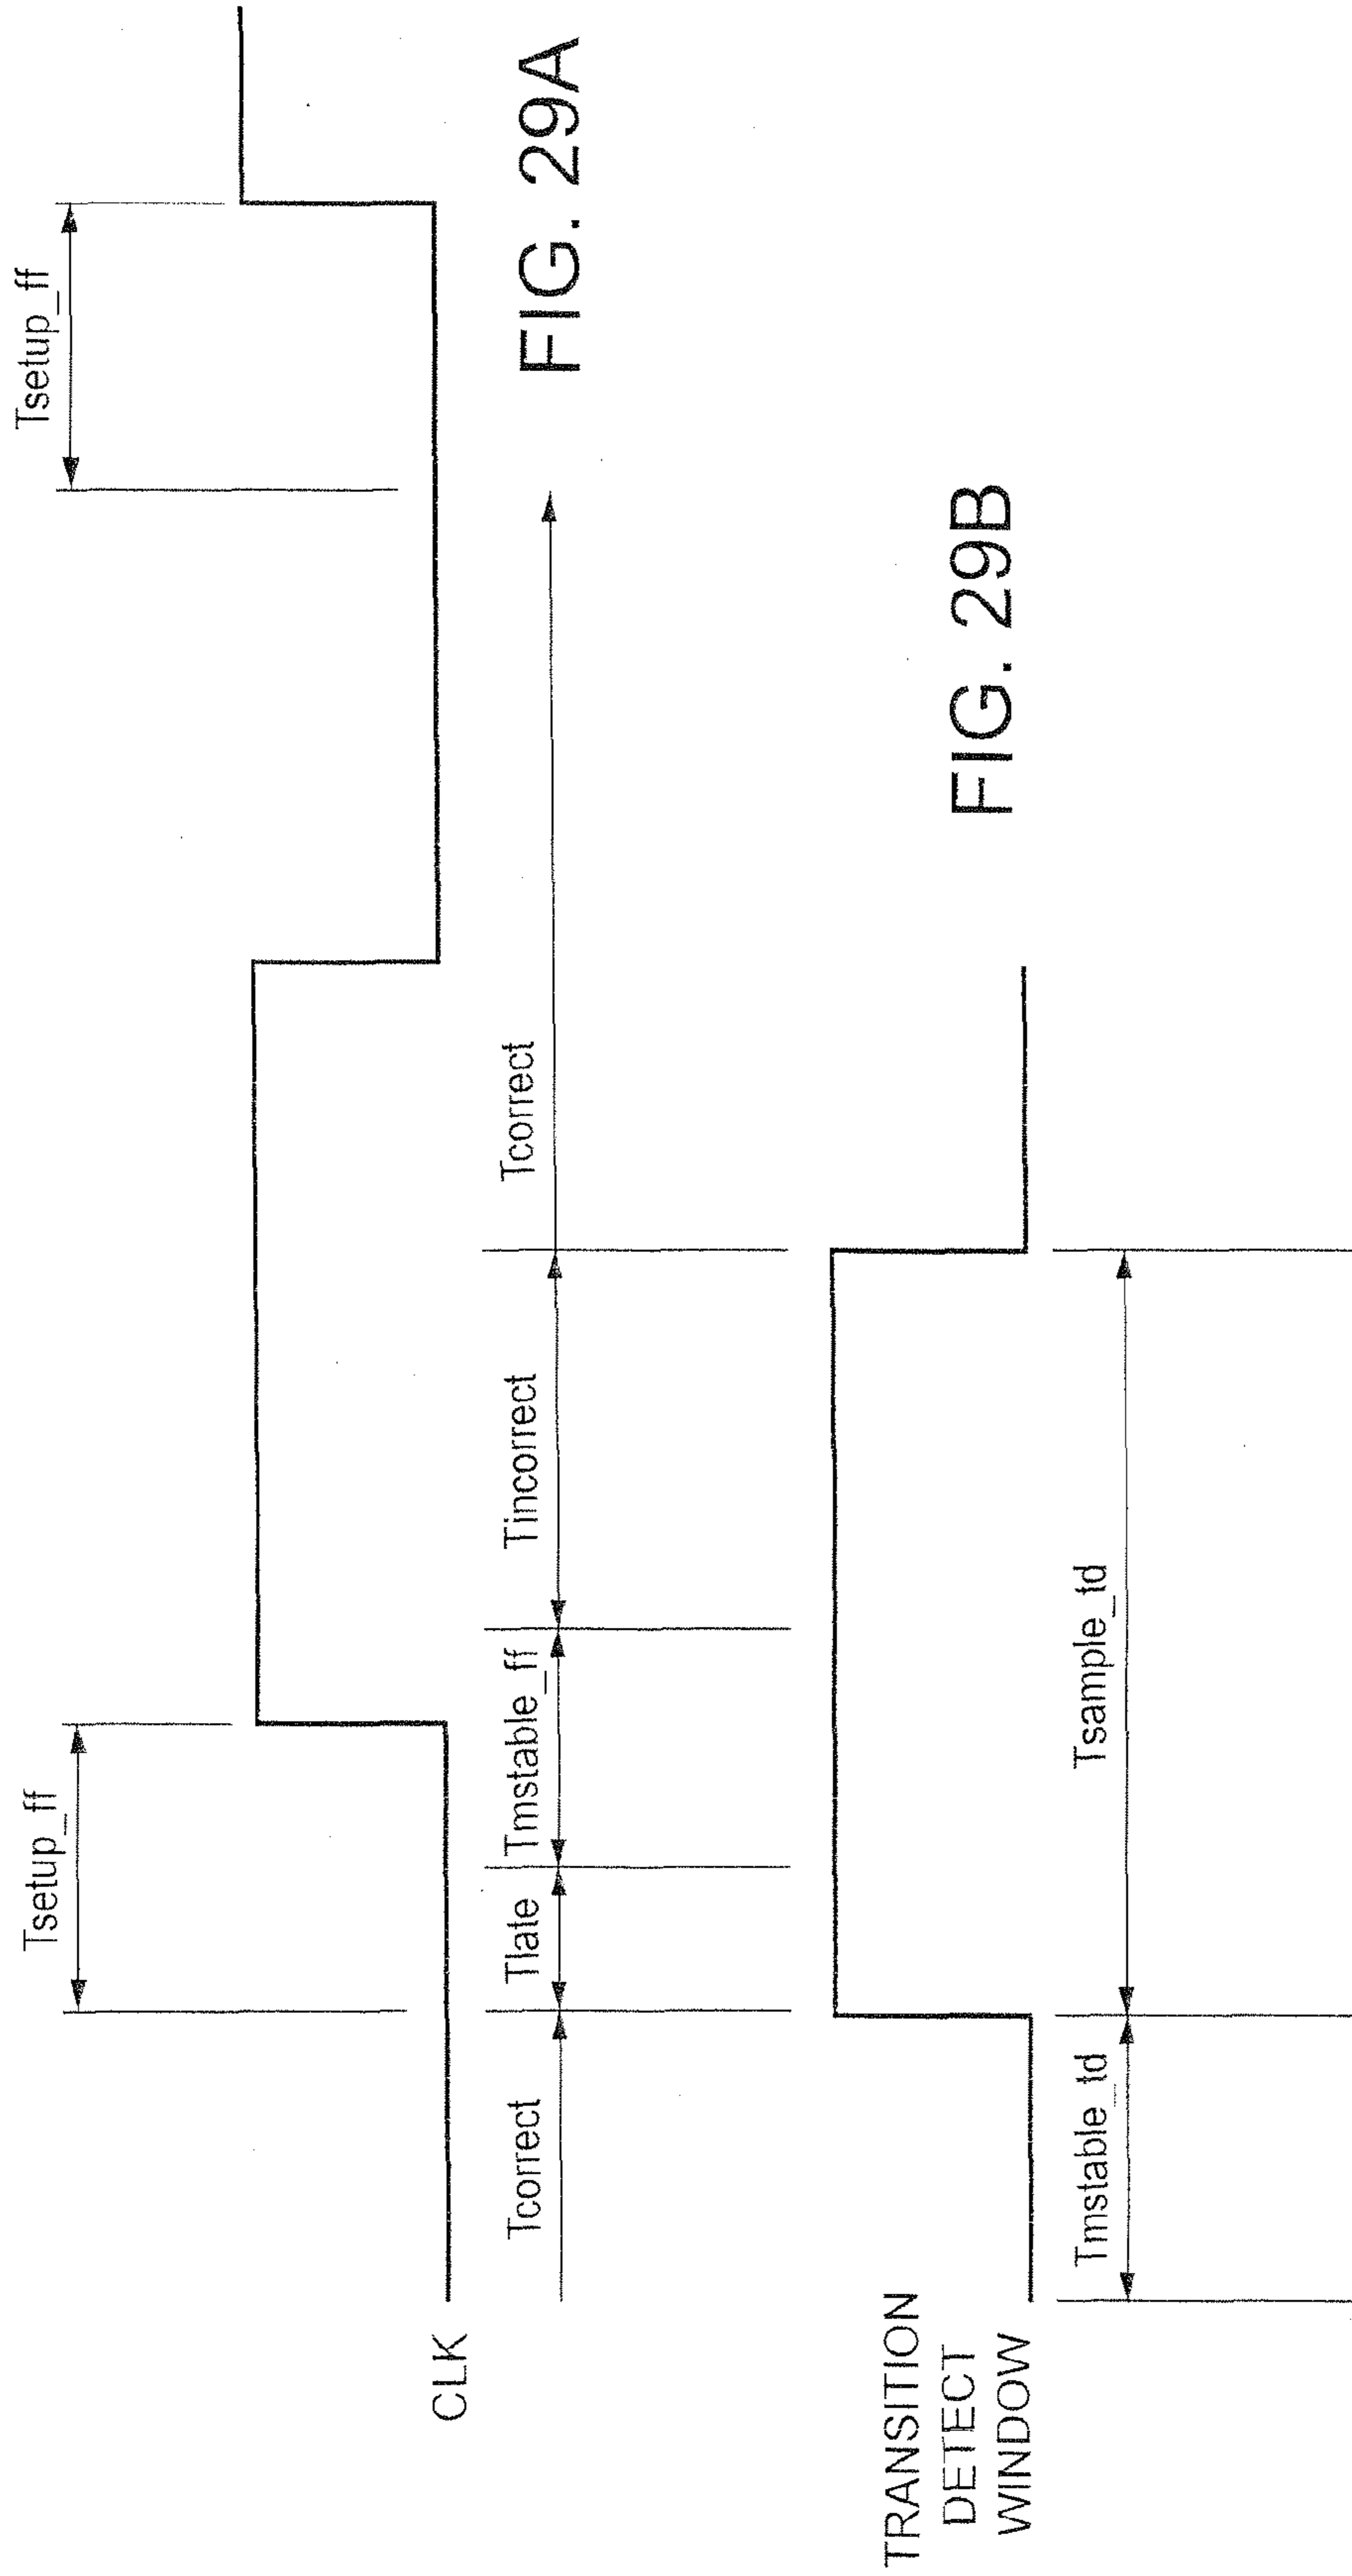 Tsetup_ff
Tsetup_ff
CLK
Tcorrect
Tlate
Tmstable_ff
Tincorrect
Tcorrect
FIG. 29A
TRANSITION
DETECT
WINDOW
Tmstable_td
Tsample_td
FIG. 29B